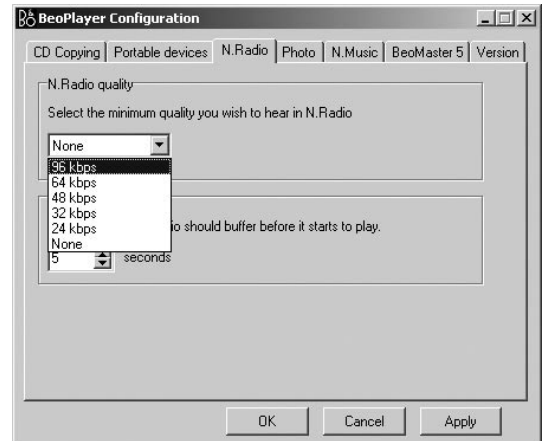 BeoPlayer Configuration
CD Copying Portable devices N.Radio Photo N.Music BeoMaster 5 Version
N.Radio quality
Select the minimum quality you wish to hear in N.Radio
None
96 kbps
64 kbps
48 kbps
32 kbps
24 kbps
None
should buffer before it starts to play.
5 seconds
OK Cancel Apply